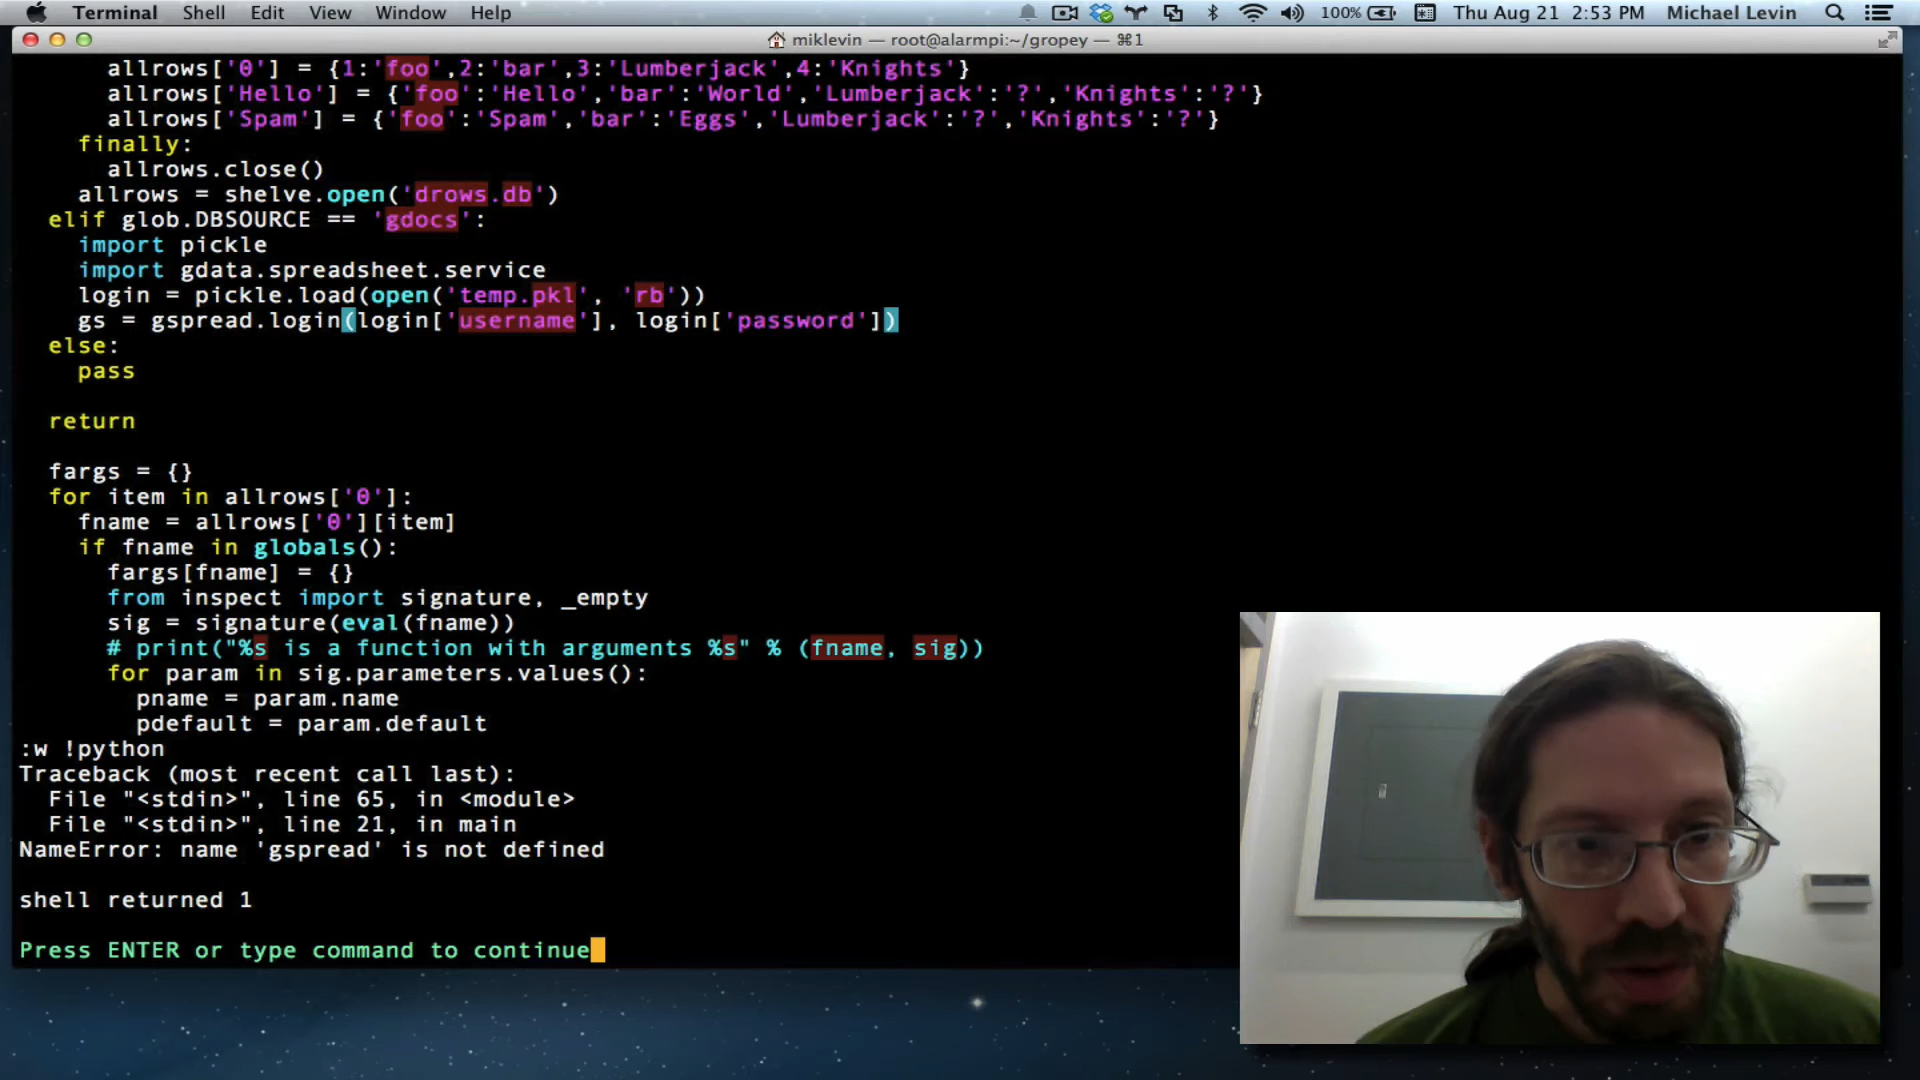 Terminal Shell Edit View Window Help 100% Thu Aug 21 2:53 PM Michael Levin
miklevin — root@alarmpi:~/gropey — ⌘1
allrows['0'] = {1:'foo',2:'bar',3:'Lumberjack',4:'Knights'}
allrows['Hello'] = {'foo':'Hello','bar':'World','Lumberjack':'?','Knights':'?'}
allrows['Spam'] = {'foo':'Spam','bar':'Eggs','Lumberjack':'?','Knights':'?'}
finally:
allrows.close()
allrows = shelve.open('drows.db')
elif glob.DBSOURCE == 'gdocs':
import pickle
import gdata.spreadsheet.service
login = pickle.load(open('temp.pkl', 'rb'))
gs = gspread.login(login['username'], login['password'])
else:
pass
return
fargs = {}
for item in allrows['0']:
fname = allrows['0'][item]
if fname in globals():
fargs[fname] = {}
from inspect import signature, _empty
sig = signature(eval(fname))
# print("%s is a function with arguments %s" % (fname, sig))
for param in sig.parameters.values():
pname = param.name
pdefault = param.default
:w !python
Traceback (most recent call last):
File "<stdin>", line 65, in <module>
File "<stdin>", line 21, in main
NameError: name 'gspread' is not defined
shell returned 1
Press ENTER or type command to continue